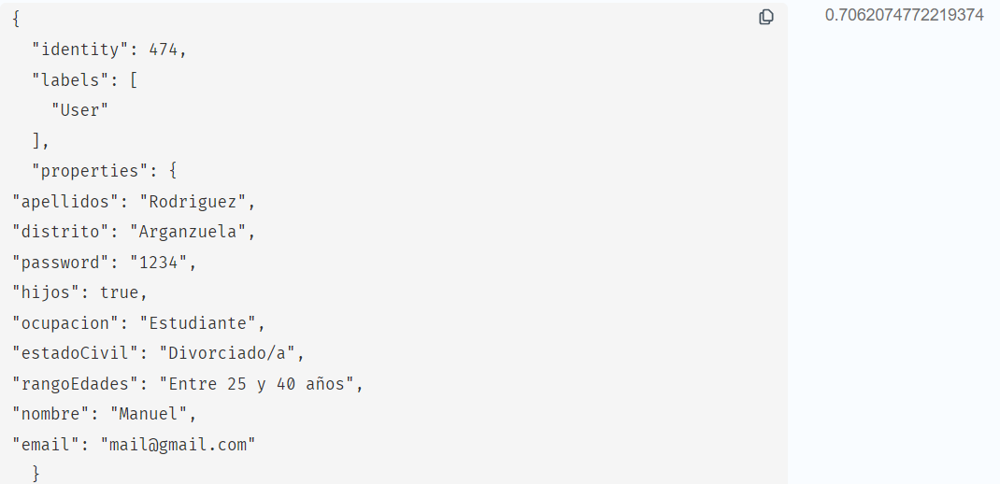 {
0.7062074772219374
"identity": 474,
"labels": [
"User"
],
"properties": {
"apellidos": "Rodriguez",
"distrito": "Arganzuela",
"password": "1234",
"hijos": true,
"ocupacion": "Estudiante",
"estadoCivil": "Divorciado/a",
"rangoEdades": "Entre 25 y 40 años",
"nombre": "Manuel",
"email": "mail@gmail.com"
}